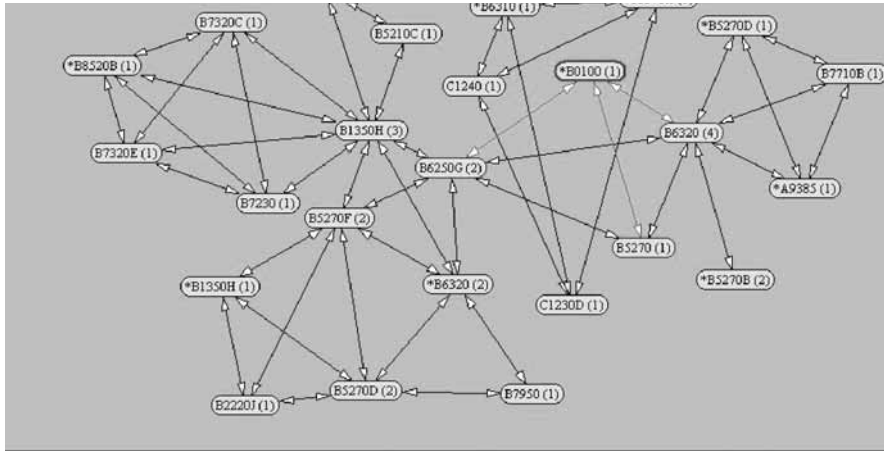 *B6310 (1)
B7320C (1)
B5210C (1)
*B5270D (1)
*B8520B (1)
C1240 (1)
*B0100 (1)
B7710B (1)
B1350H (3)
B6320 (4)
B7320E (1)
B6250G (2)
*A9385 (1)
B7230 (1)
B5270F (2)
B5270 (1)
*B1350H (1)
*B6320 (2)
*B5270B (2)
C1230D (1)
B5270D (2)
B7950 (1)
B2220J (1)